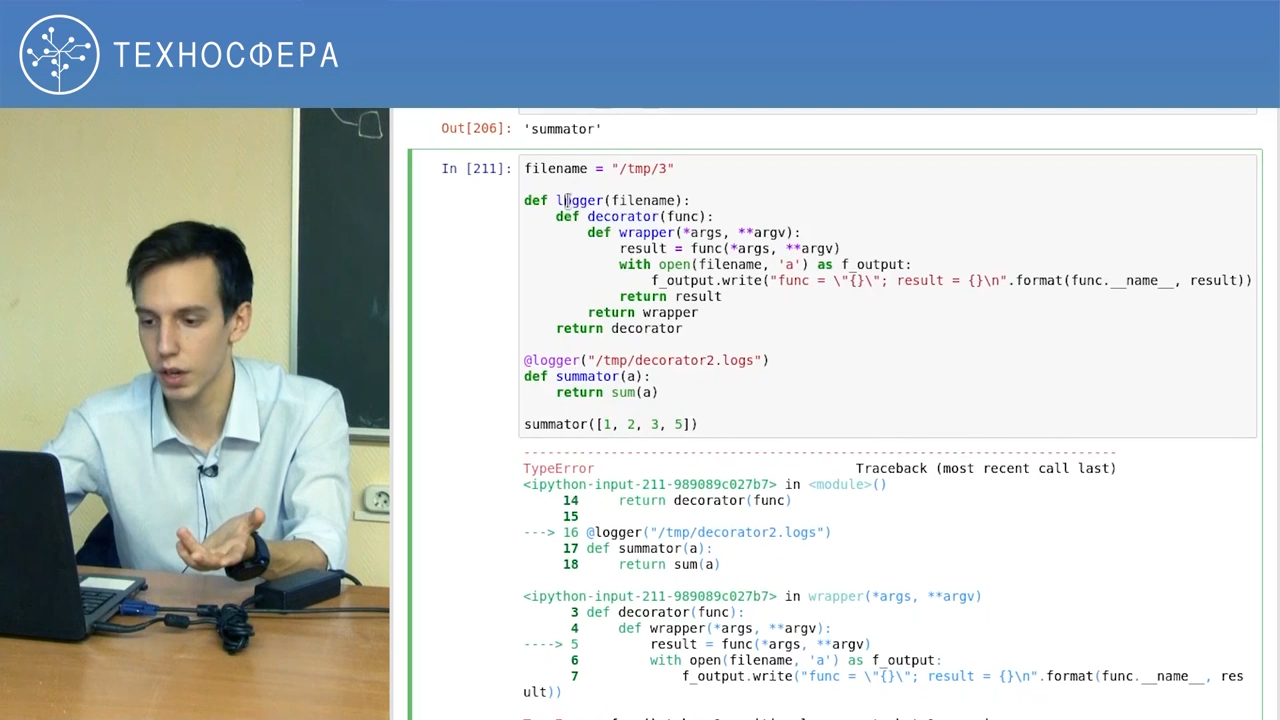 ТЕХНОСФЕРА
Out[206]: 'summator'
In [211]: filename = "/tmp/3"
def logger(filename):
    def decorator(func):
        def wrapper(*args, **argv):
            result = func(*args, **argv)
            with open(filename, 'a') as f_output:
                f_output.write("func = \"{}\"; result = {}\n".format(func.__name__, result))
            return result
        return wrapper
    return decorator
@logger("/tmp/decorator2.logs")
def summator(a):
    return sum(a)
summator([1, 2, 3, 5])
---------------------------------------------------------------------------
TypeError                                 Traceback (most recent call last)
<ipython-input-211-989089c027b7> in <module>()
     14     return decorator(func)
     15
---> 16 @logger("/tmp/decorator2.logs")
     17 def summator(a):
     18     return sum(a)
<ipython-input-211-989089c027b7> in wrapper(*args, **argv)
      3 def decorator(func):
      4     def wrapper(*args, **argv):
----> 5         result = func(*args, **argv)
      6         with open(filename, 'a') as f_output:
      7             f_output.write("func = \"{}\"; result = {}\n".format(func.__name__, res
ult))